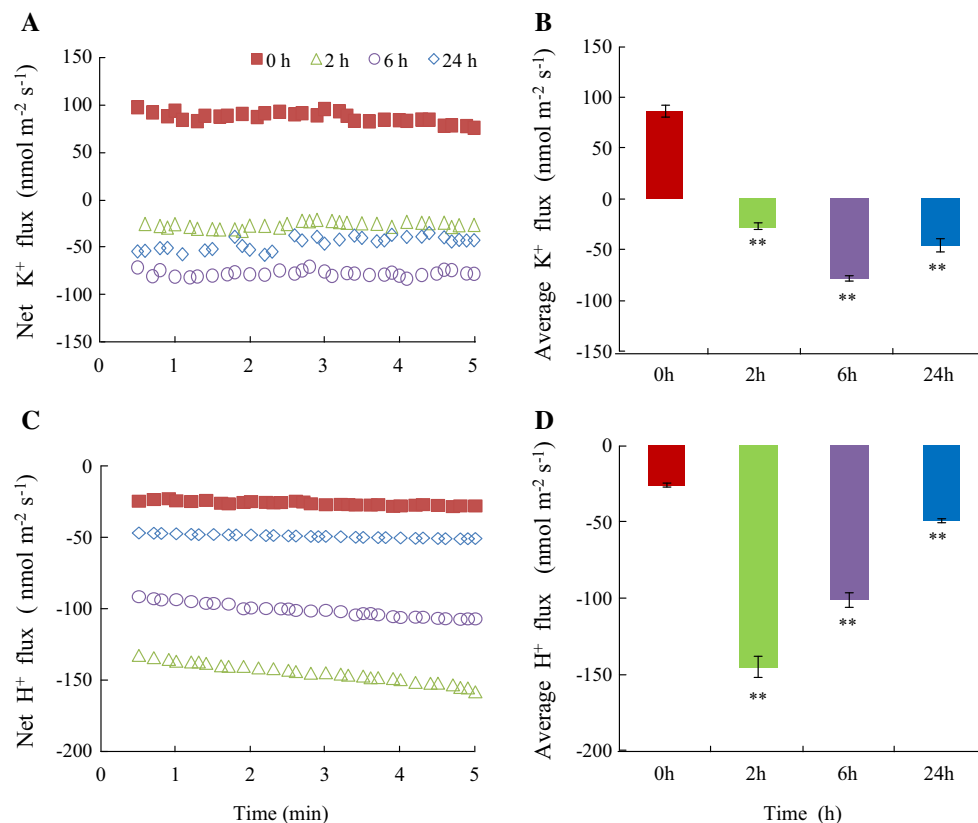 A
Net K+ flux (nmol m-2 s-1)
150
100
50
0
-50
-100
-150
0 h 2 h 6 h 24 h
0 1 2 3 4 5
B
Average K+ flux (nmol m-2 s-1)
150
100
50
0
-50
-100
-150
**
**
**
0h 2h 6h 24h
C
Net H+ flux ( nmol m-2 s-1)
0
-50
-100
-150
-200
0 1 2 3 4 5
Time (min)
D
Average H+ flux (nmol m-2 s-1)
0
-50
-100
-150
-200
**
**
**
0h 2h 6h 24h
Time (h)